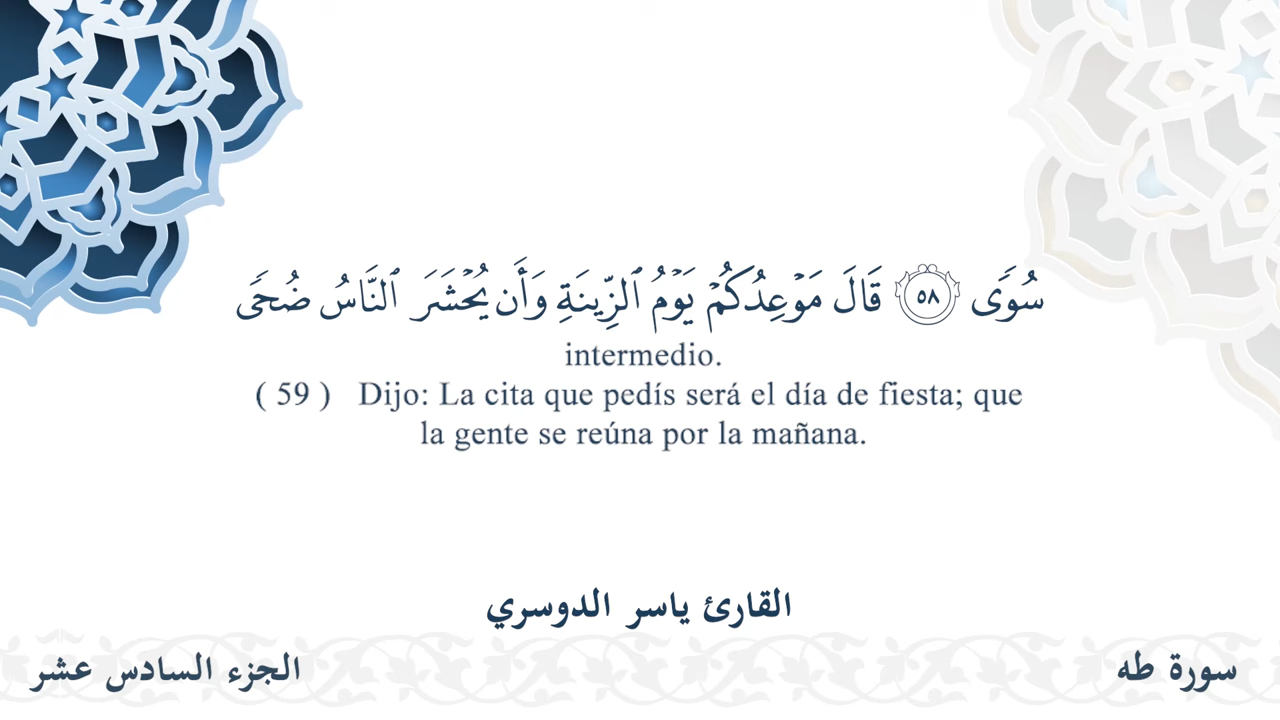 سُوٗى ٥٨ قَالَ مَوۡعِدُكُمۡ يَوۡمُ ٱلزِّينَةِ وَأَن يُحۡشَرَ ٱلنَّاسُ ضُحٗى
intermedio.
( 59 ) Dijo: La cita que pedís será el día de fiesta; que
la gente se reúna por la mañana.
القارئ ياسر الدوسري
سورة طه
الجزء السادس عشر